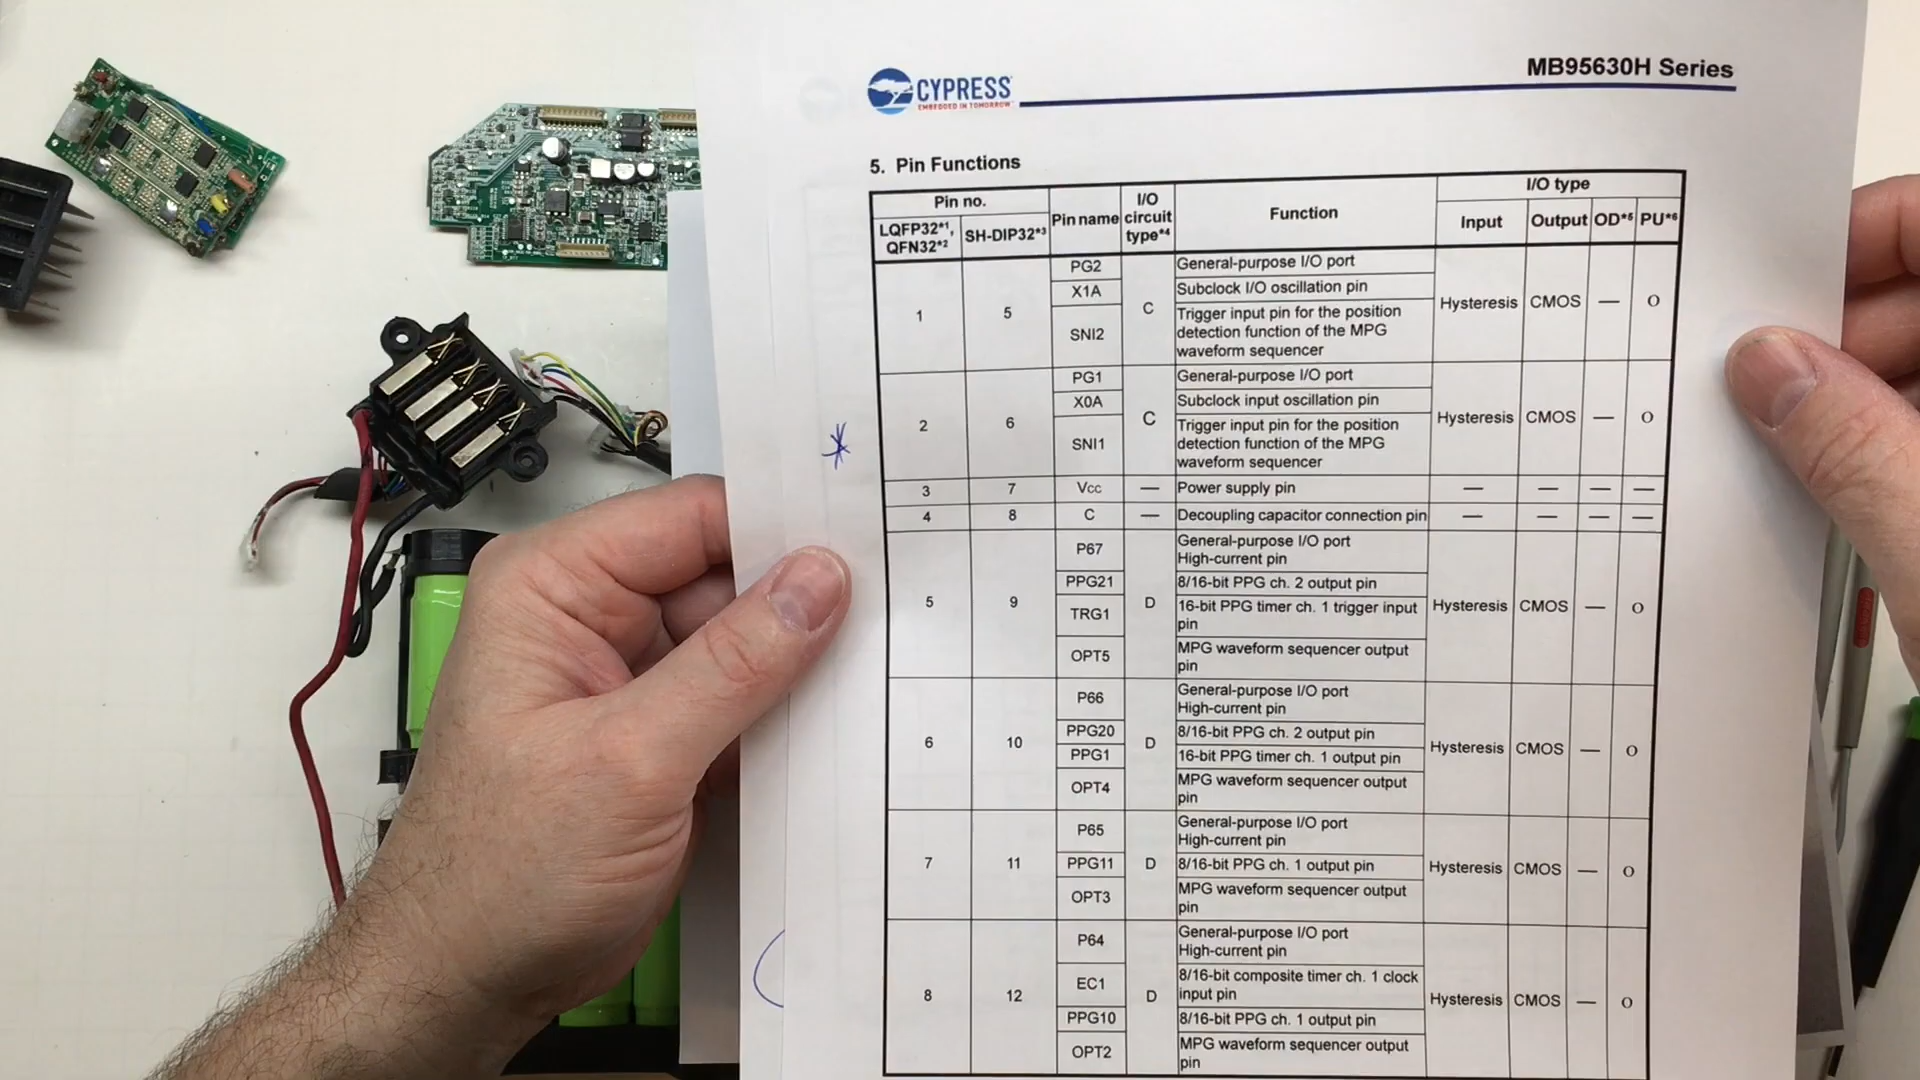 CYPRESS
EMBEDDED IN TOMORROW
MB95630H Series
5. Pin Functions
Pin no.
Pin name
I/O
circuit
type*4
Function
I/O type
LQFP32*1,
QFN32*2
SH-DIP32*3
Input
Output
OD*5
PU*6
1
5
PG2
General-purpose I/O port
X1A
Subclock I/O oscillation pin
SNI2
Trigger input pin for the position
detection function of the MPG
waveform sequencer
C
Hysteresis
CMOS
—
O
2
6
PG1
General-purpose I/O port
X0A
Subclock input oscillation pin
SNI1
Trigger input pin for the position
detection function of the MPG
waveform sequencer
C
Hysteresis
CMOS
—
O
3
7
Vcc
—
Power supply pin
—
—
—
—
4
8
C
—
Decoupling capacitor connection pin
—
—
—
—
5
9
P67
General-purpose I/O port
High-current pin
PPG21
8/16-bit PPG ch. 2 output pin
TRG1
16-bit PPG timer ch. 1 trigger input
pin
OPT5
MPG waveform sequencer output
pin
D
Hysteresis
CMOS
—
O
6
10
P66
General-purpose I/O port
High-current pin
PPG20
8/16-bit PPG ch. 2 output pin
PPG1
16-bit PPG timer ch. 1 output pin
OPT4
MPG waveform sequencer output
pin
D
Hysteresis
CMOS
—
O
7
11
P65
General-purpose I/O port
High-current pin
PPG11
8/16-bit PPG ch. 1 output pin
OPT3
MPG waveform sequencer output
pin
D
Hysteresis
CMOS
—
O
8
12
P64
General-purpose I/O port
High-current pin
EC1
8/16-bit composite timer ch. 1 clock
input pin
PPG10
8/16-bit PPG ch. 1 output pin
OPT2
MPG waveform sequencer output
pin
D
Hysteresis
CMOS
—
O